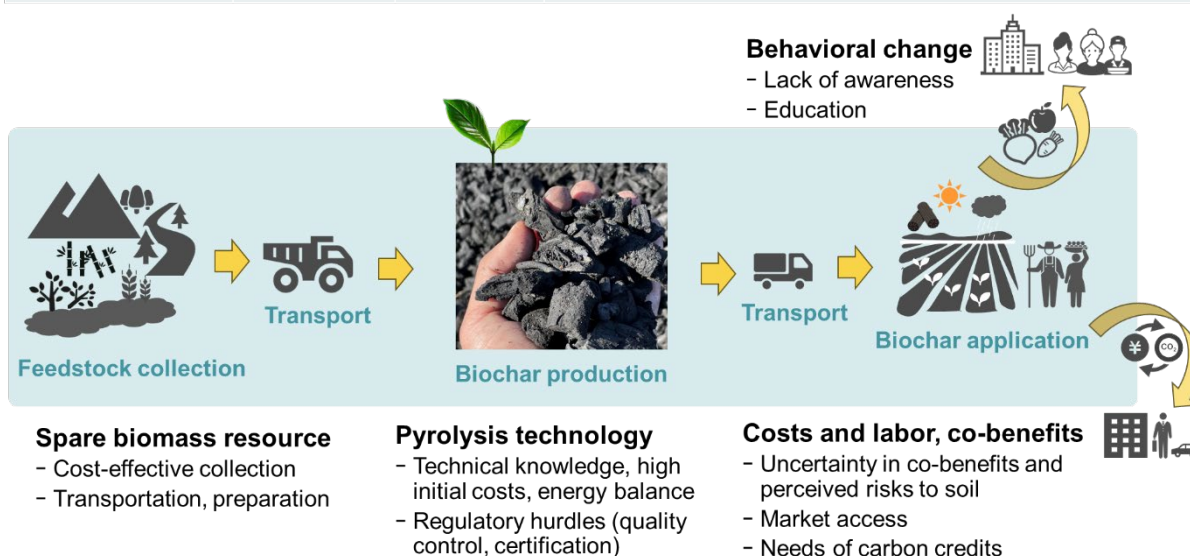 Behavioral change
- Lack of awareness
- Education
Transport
Transport
Feedstock collection
Biochar production
Biochar application
¥
CO₂
Spare biomass resource
- Cost-effective collection
- Transportation, preparation
Pyrolysis technology
- Technical knowledge, high
initial costs, energy balance
- Regulatory hurdles (quality
control, certification)
Costs and labor, co-benefits
- Uncertainty in co-benefits and
perceived risks to soil
- Market access
- Needs of carbon credits